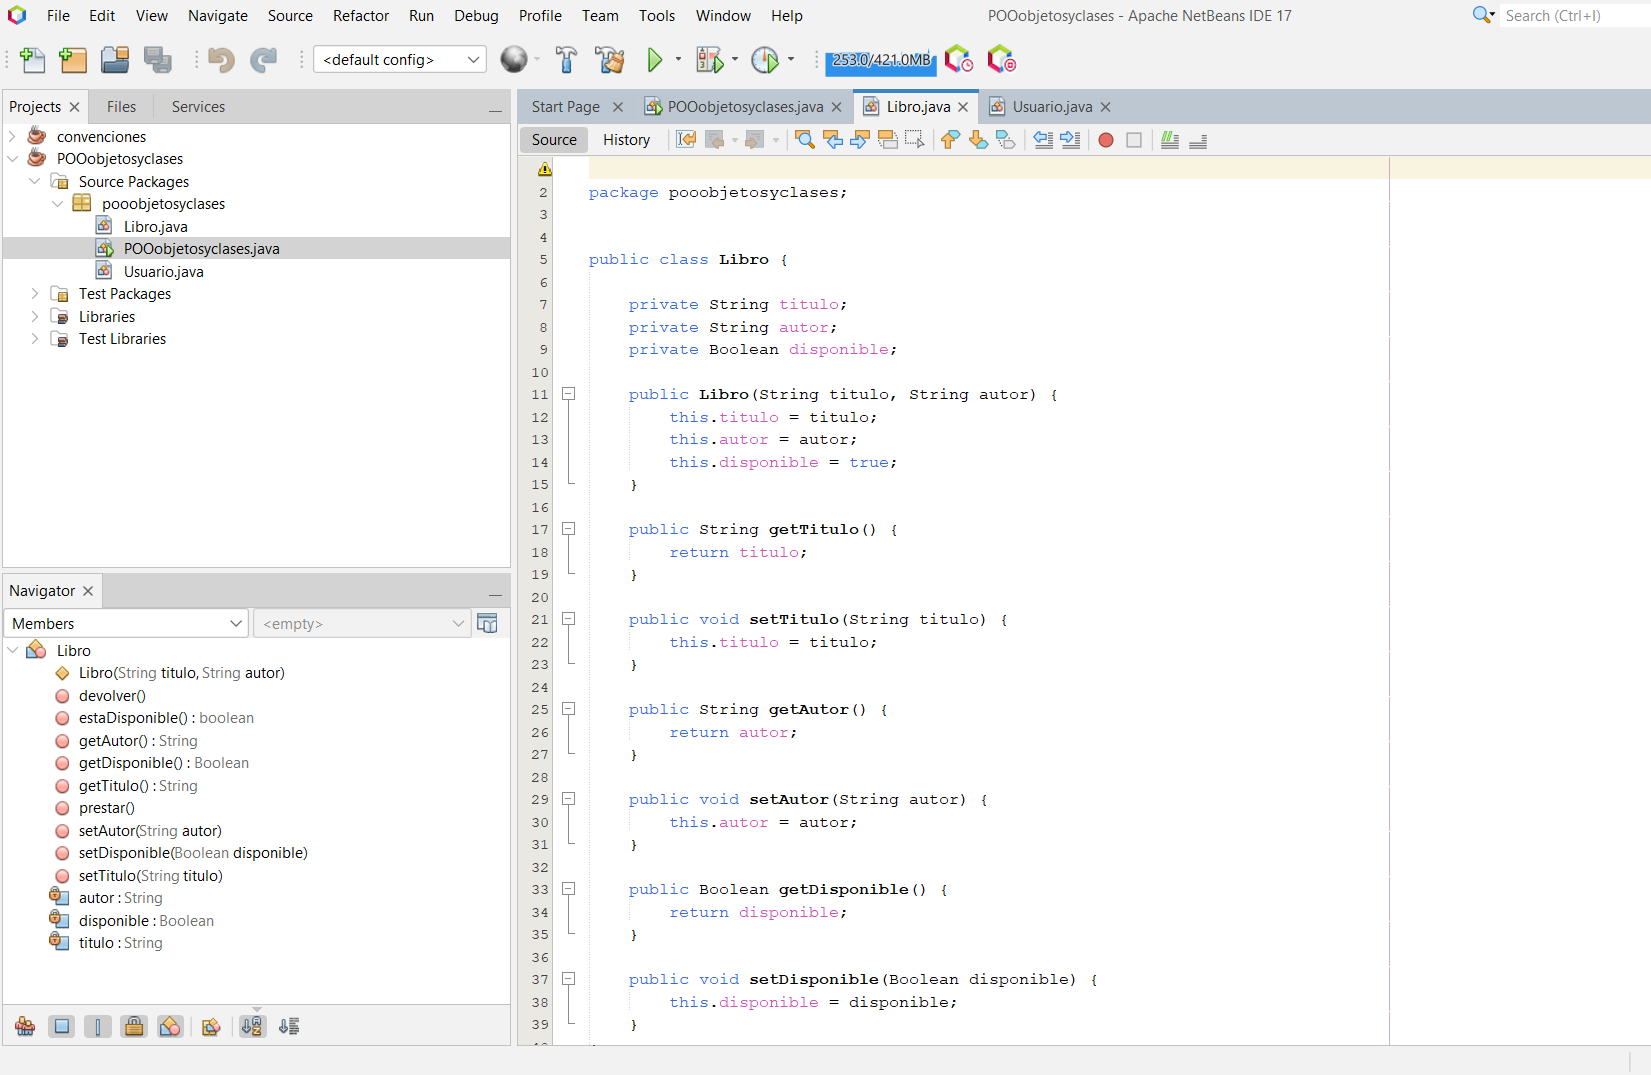 File Edit View Navigate Source Refactor Run Debug Profile Team Tools Window Help POOobjetosyclases - Apache NetBeans IDE 17 Search (Ctrl+I)
<default config> 253.0/421.0MB
Projects Files Services
convenciones
POOobjetosyclases
Source Packages
pooobjetosyclases
Libro.java
POOobjetosyclases.java
Usuario.java
Test Packages
Libraries
Test Libraries
Navigator
Members <empty>
Libro
Libro(String titulo, String autor)
devolver()
estaDisponible() : boolean
getAutor() : String
getDisponible() : Boolean
getTitulo() : String
prestar()
setAutor(String autor)
setDisponible(Boolean disponible)
setTitulo(String titulo)
autor : String
disponible : Boolean
titulo : String
Start Page POOobjetosyclases.java Libro.java Usuario.java
Source History
2 package pooobjetosyclases;
3
4
5 public class Libro {
6
7 private String titulo;
8 private String autor;
9 private Boolean disponible;
10
11 public Libro(String titulo, String autor) {
12 this.titulo = titulo;
13 this.autor = autor;
14 this.disponible = true;
15 }
16
17 public String getTitulo() {
18 return titulo;
19 }
20
21 public void setTitulo(String titulo) {
22 this.titulo = titulo;
23 }
24
25 public String getAutor() {
26 return autor;
27 }
28
29 public void setAutor(String autor) {
30 this.autor = autor;
31 }
32
33 public Boolean getDisponible() {
34 return disponible;
35 }
36
37 public void setDisponible(Boolean disponible) {
38 this.disponible = disponible;
39 }